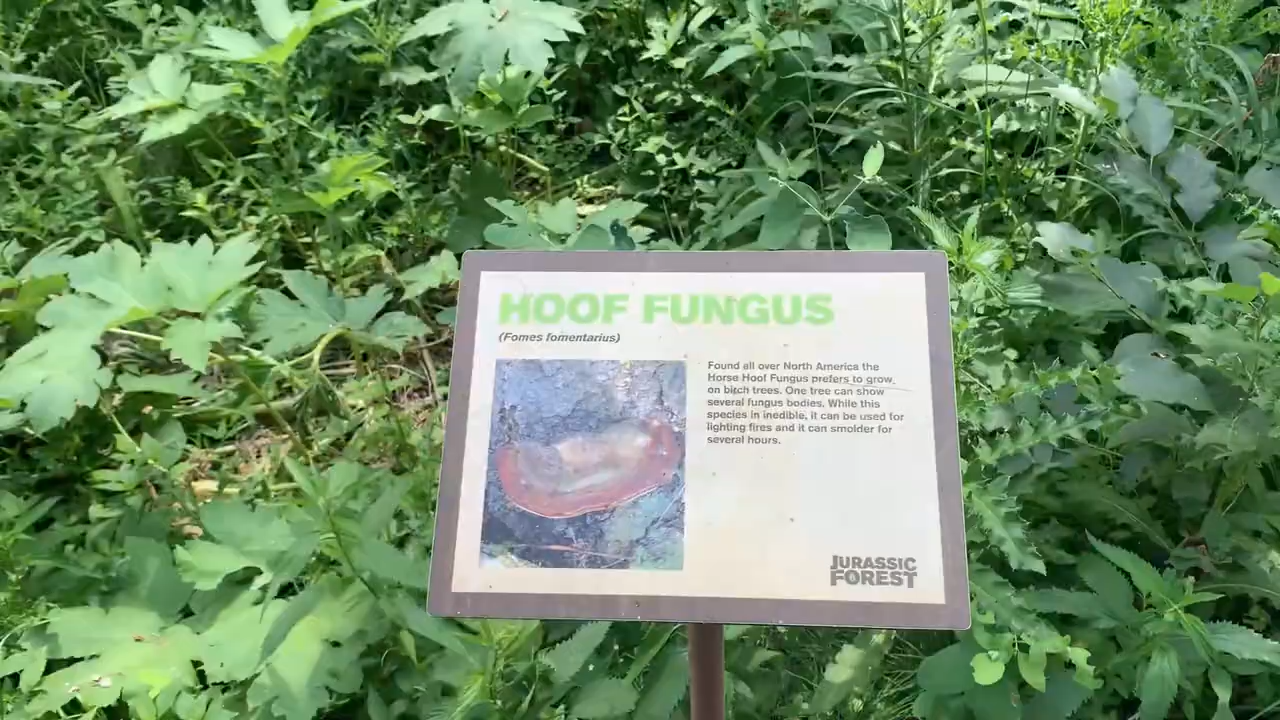 HOOF FUNGUS
(Fomes fomentarius)
Found all over North America the
Horse Hoof Fungus prefers to grow
on birch trees. One tree can show
several fungus bodies. While this
species in inedible, it can be used for
lighting fires and it can smolder for
several hours.
JURASSIC
FOREST